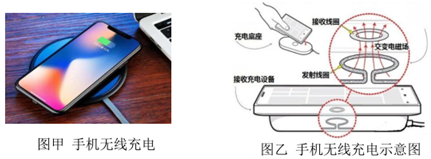 接收线圈
充电底座
交变电磁场
发射线圈
接收充电设备
图甲 手机无线充电
图乙 手机无线充电示意图